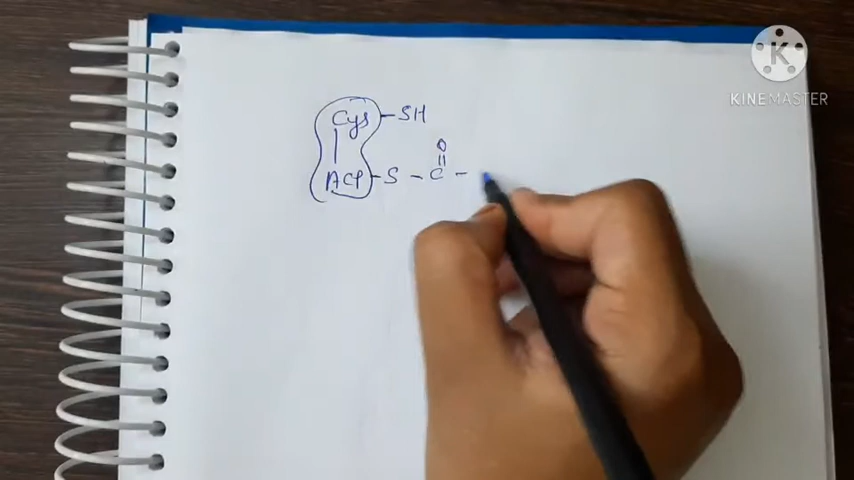 Cys - SH
O
||
ACP - S - C -
K
KINEMASTER